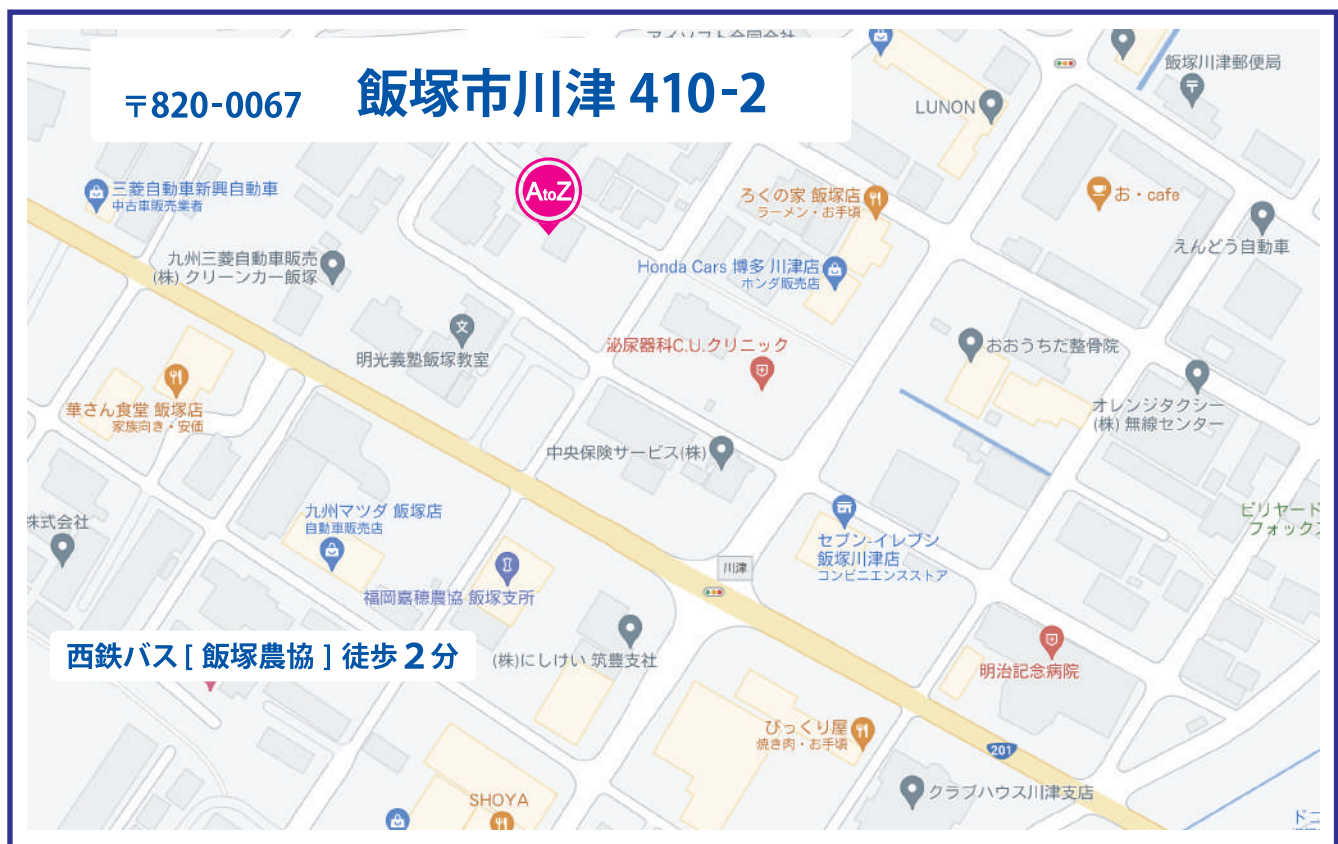 アイソフト合同会社
飯塚川津郵便局
〒820-0067
飯塚市川津 410-2
LUNON
三菱自動車新興自動車
中古車販売業者
AtoZ
ろくの家 飯塚店
ラーメン・お手頃
お・cafe
えんどう自動車
九州三菱自動車販売
(株) クリーンカー飯塚
Honda Cars 博多 川津店
ホンダ販売店
文
明光義塾飯塚教室
泌尿器科C.U.クリニック
おおうちだ整骨院
華さん食堂 飯塚店
家族向き・安価
オレンジタクシー
(株) 無線センター
中央保険サービス(株)
株式会社
九州マツダ 飯塚店
自動車販売店
ビリヤード
フォックス
セブン-イレブン
飯塚川津店
コンビニエンスストア
川津
福岡嘉穂農協 飯塚支所
西鉄バス [ 飯塚農協 ] 徒歩 2 分
(株)にしけい 筑豊支社
明治記念病院
びっくり屋
焼き肉・お手頃
201
クラブハウス川津支店
SHOYA